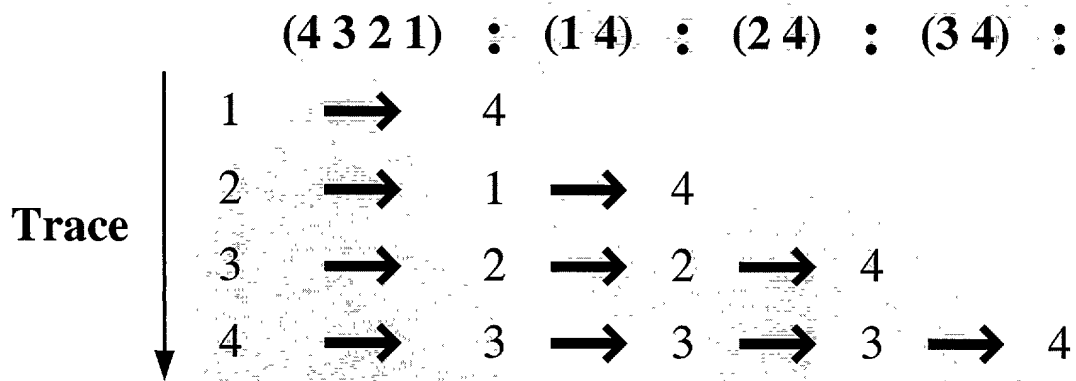 (4 3 2 1) : (1 4) : (2 4) : (3 4) :
1 → 4
2 → 1 → 4
Trace
3 → 2 → 2 → 4
4 → 3 → 3 → 3 → 4